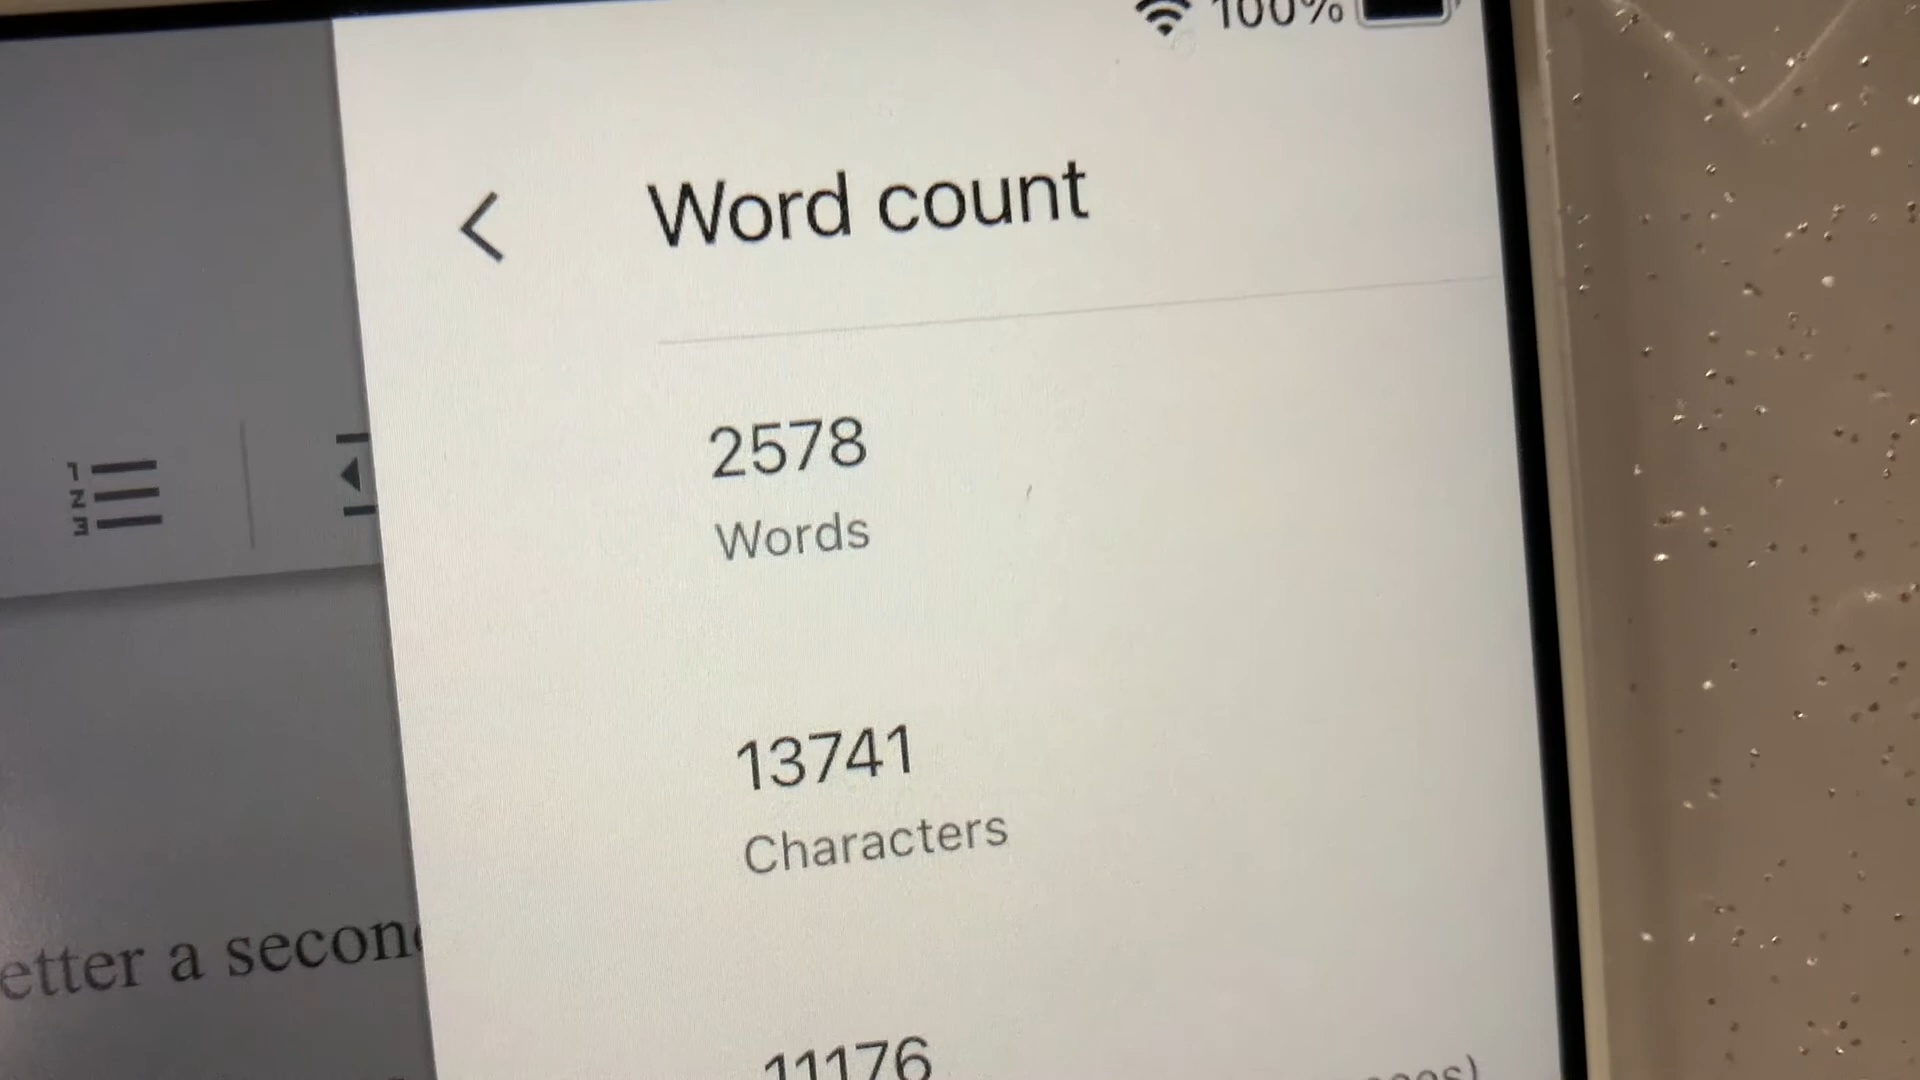 100%
Word count
2578
Words
13741
Characters
etter a secon
11176